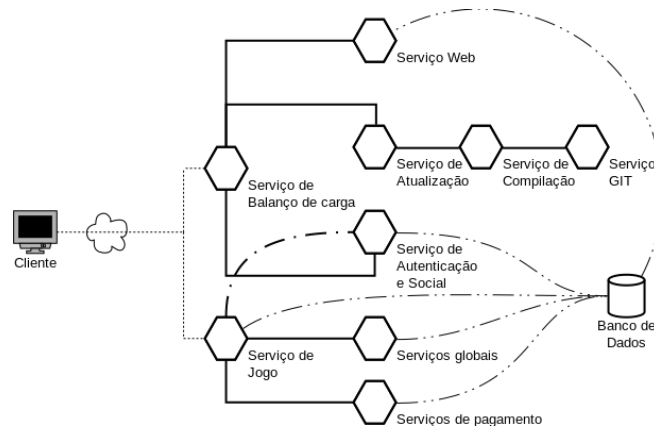 Serviço Web
Serviço de
Atualização
Serviço de
Compilação
Serviço
GIT
Serviço de
Balanço de carga
Cliente
Serviço de
Autenticação
e Social
Banco de
Dados
Serviço de
Jogo
Serviços globais
Serviços de pagamento